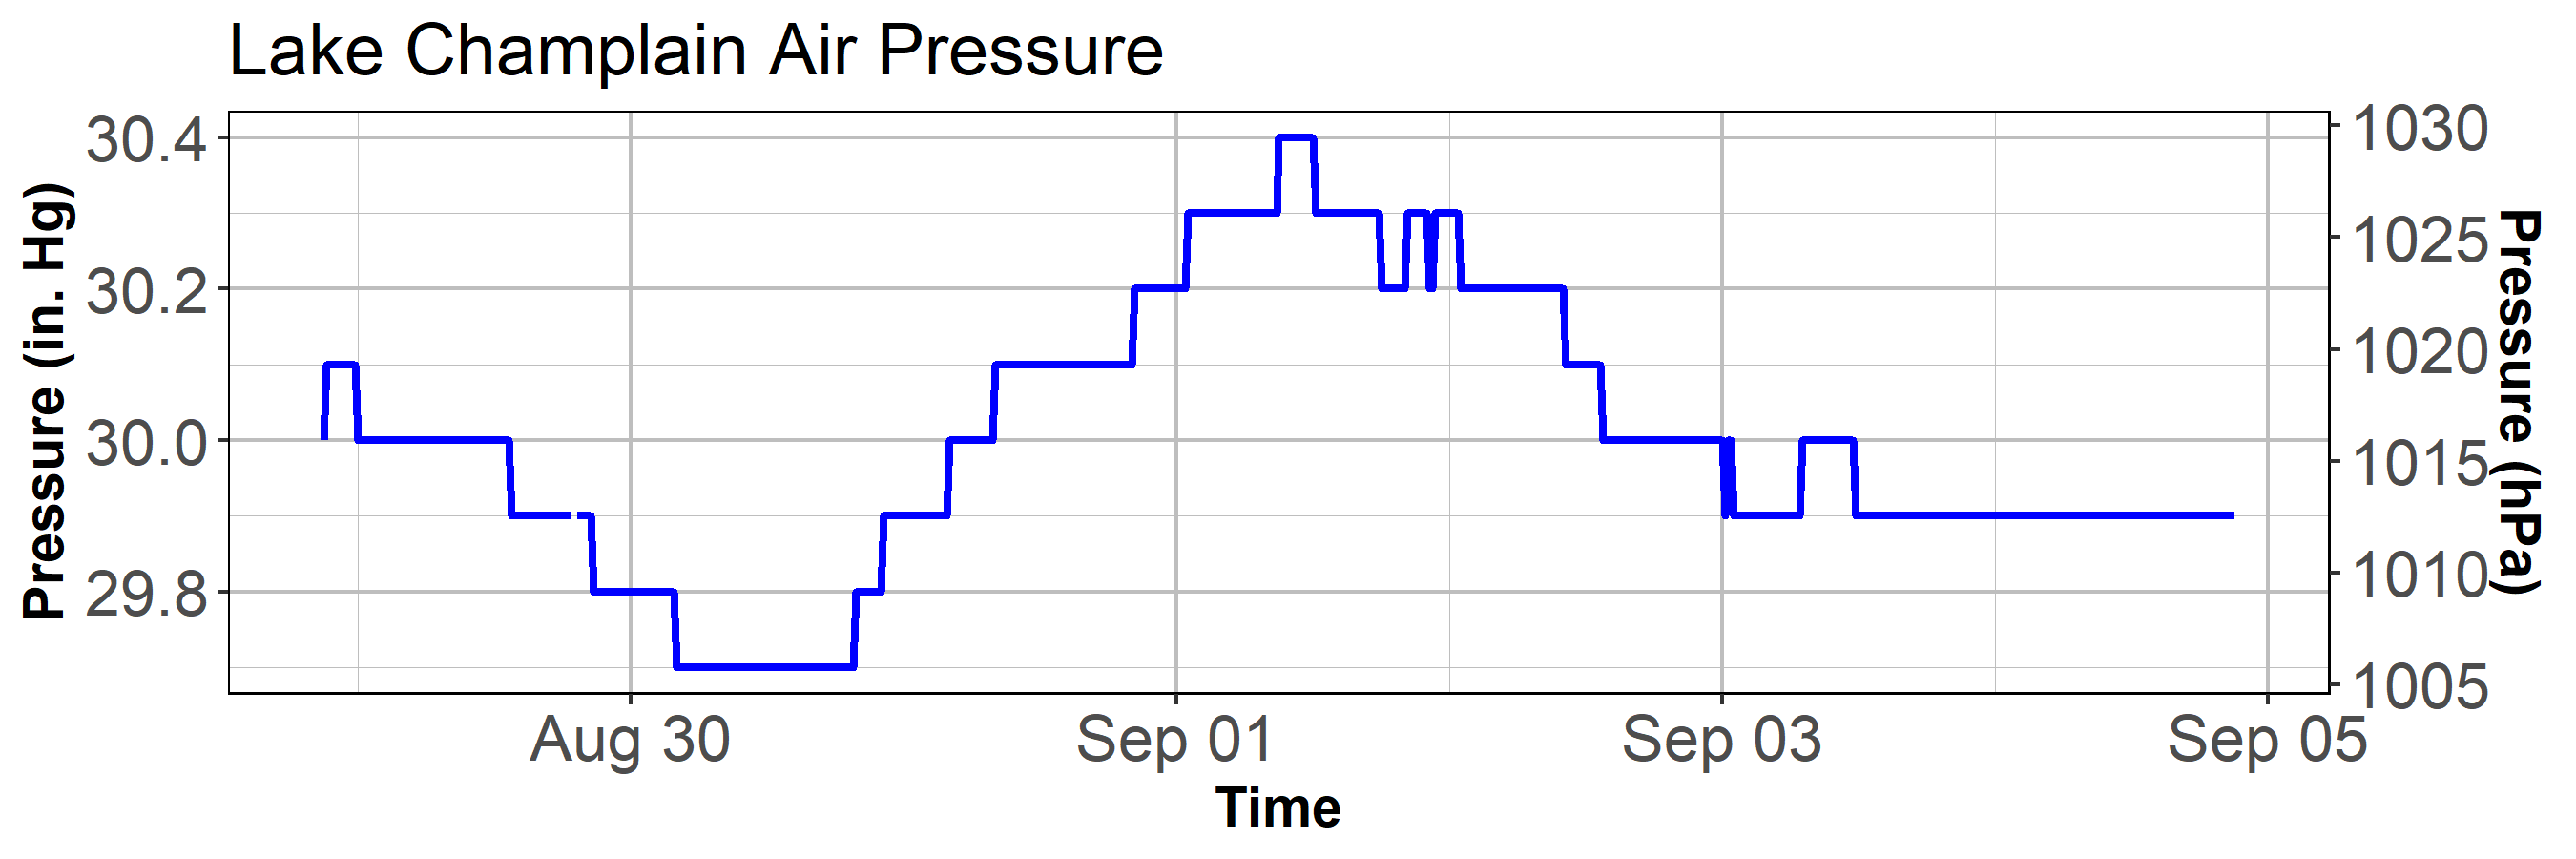 Lake Champlain Air Pressure
Pressure (in. Hg)
30.4
30.2
30.0
29.8
1030
1025
1020
1015
1010
1005
Pressure (hPa)
Aug 30
Sep 01
Sep 03
Sep 05
Time